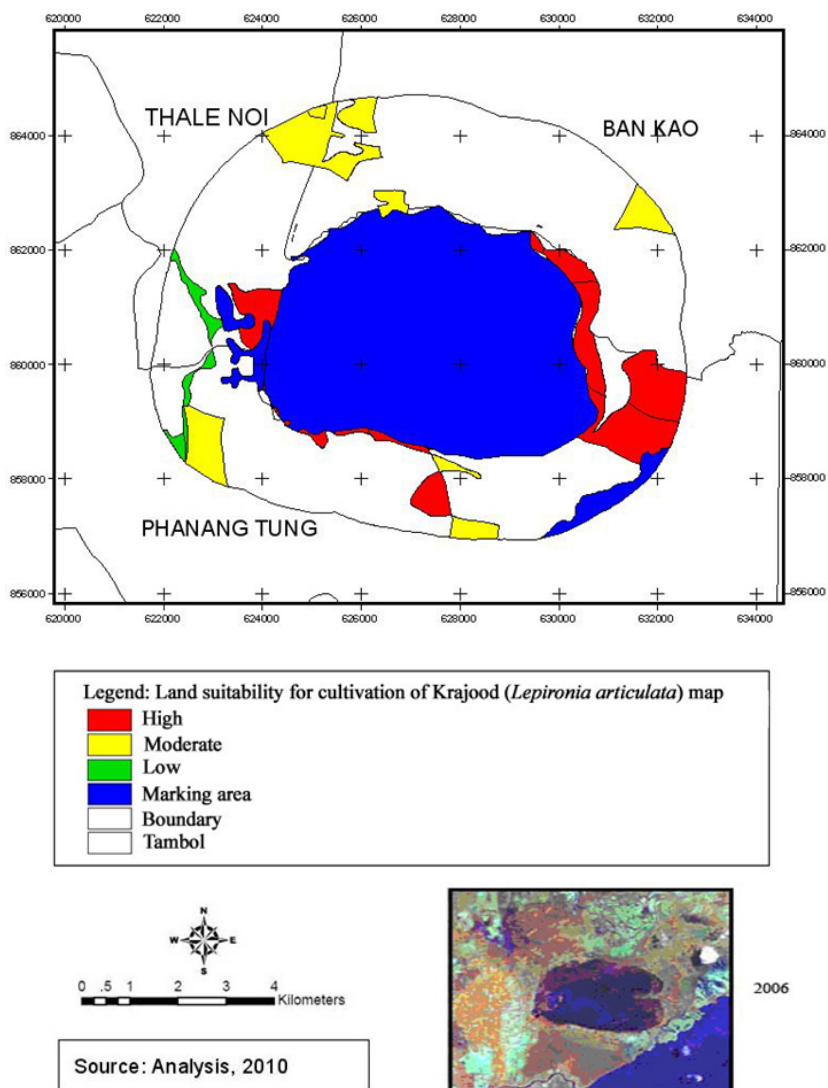 620000 622000 624000 626000 628000 630000 632000 634000
THALE NOI
BAN KAO
864000 864000
862000 862000
860000 860000
858000 858000
PHANANG TUNG
856000 856000
620000 622000 624000 626000 628000 630000 632000 634000
Legend: Land suitability for cultivation of Krajood (Lepironia articulata) map
High
Moderate
Low
Marking area
Boundary
Tambol
N
W E
S
0 .5 1 2 3 4
Kilometers
2006
Source: Analysis, 2010